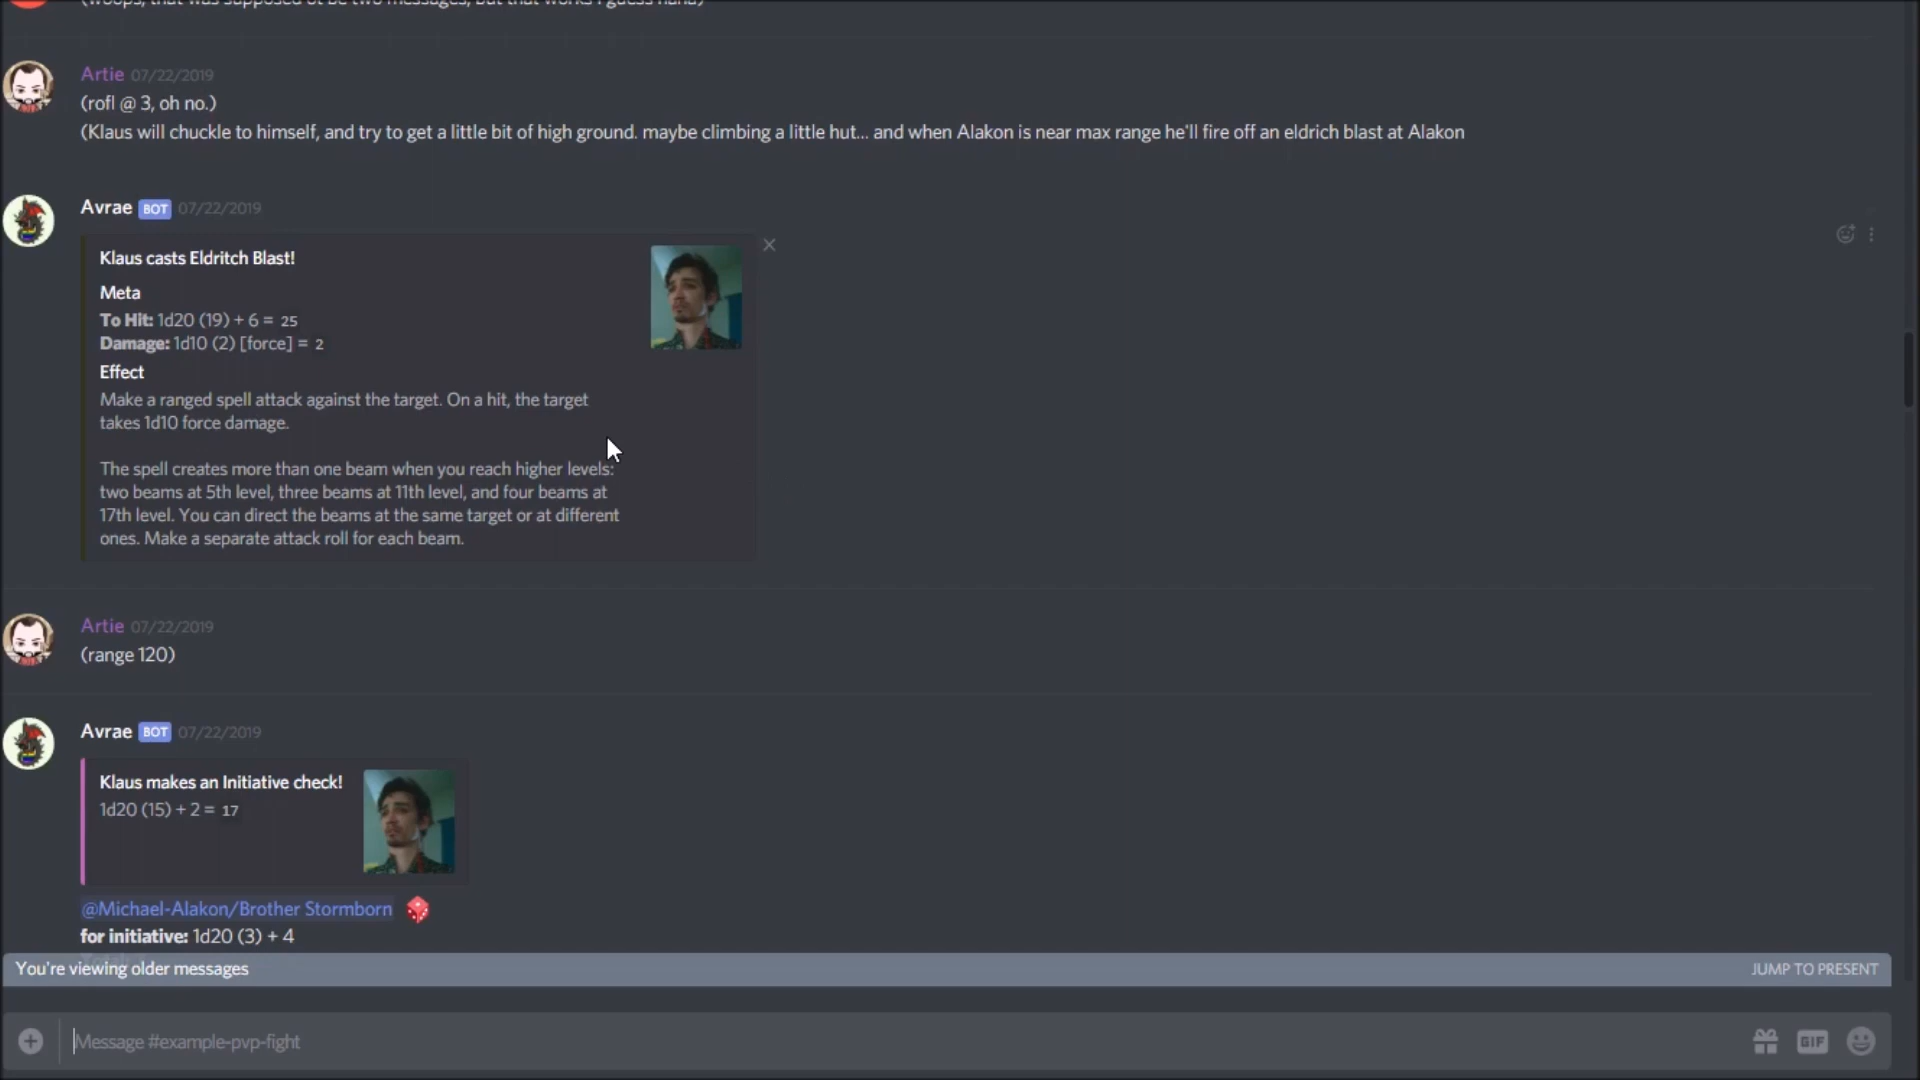 (woops, that was supposed ot be two messages, but that works I guess haha)
Artie 07/22/2019
(rofl @ 3, oh no.)
(Klaus will chuckle to himself, and try to get a little bit of high ground. maybe climbing a little hut... and when Alakon is near max range he'll fire off an eldrich blast at Alakon
Avrae BOT 07/22/2019
Klaus casts Eldritch Blast!
Meta
To Hit: 1d20 (19) + 6 = 25
Damage: 1d10 (2) [force] = 2
Effect
Make a ranged spell attack against the target. On a hit, the target
takes 1d10 force damage.
The spell creates more than one beam when you reach higher levels:
two beams at 5th level, three beams at 11th level, and four beams at
17th level. You can direct the beams at the same target or at different
ones. Make a separate attack roll for each beam.
Artie 07/22/2019
(range 120)
Avrae BOT 07/22/2019
Klaus makes an Initiative check!
1d20 (15) + 2 = 17
@Michael-Alakon/Brother Stormborn
for initiative: 1d20 (3) + 4
You're viewing older messages
JUMP TO PRESENT
Message #example-pvp-fight
GIF